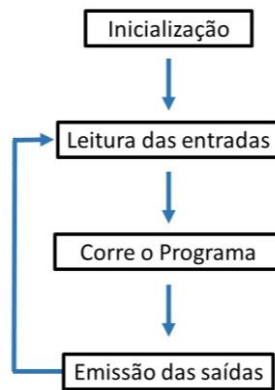 Inicialização
Leitura das entradas
Corre o Programa
Emissão das saídas